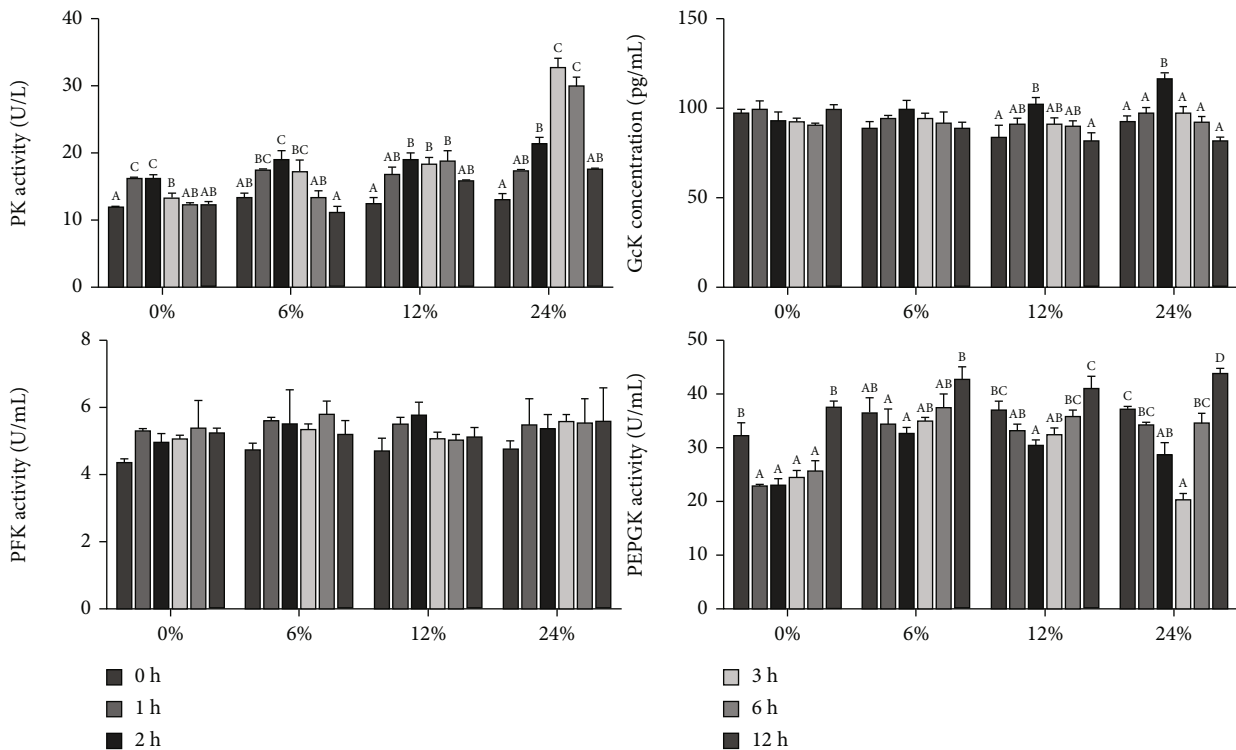 PK activity (U/L)
40
30
20
10
0
A C C B AB AB
AB BC C BC AB A
A AB B B B AB
A AB B C C AB
0% 6% 12% 24%
GcK concentration (pg/mL)
150
100
50
0
A AB B AB AB A
A A B A A A
0% 6% 12% 24%
PFK activity (U/mL)
8
6
4
2
0
0% 6% 12% 24%
PEPGK activity (U/mL)
50
40
30
20
10
0
B A A A A B
AB A A AB AB B
BC AB A AB BC C
C BC AB A BC D
0% 6% 12% 24%
0 h
1 h
2 h
3 h
6 h
12 h